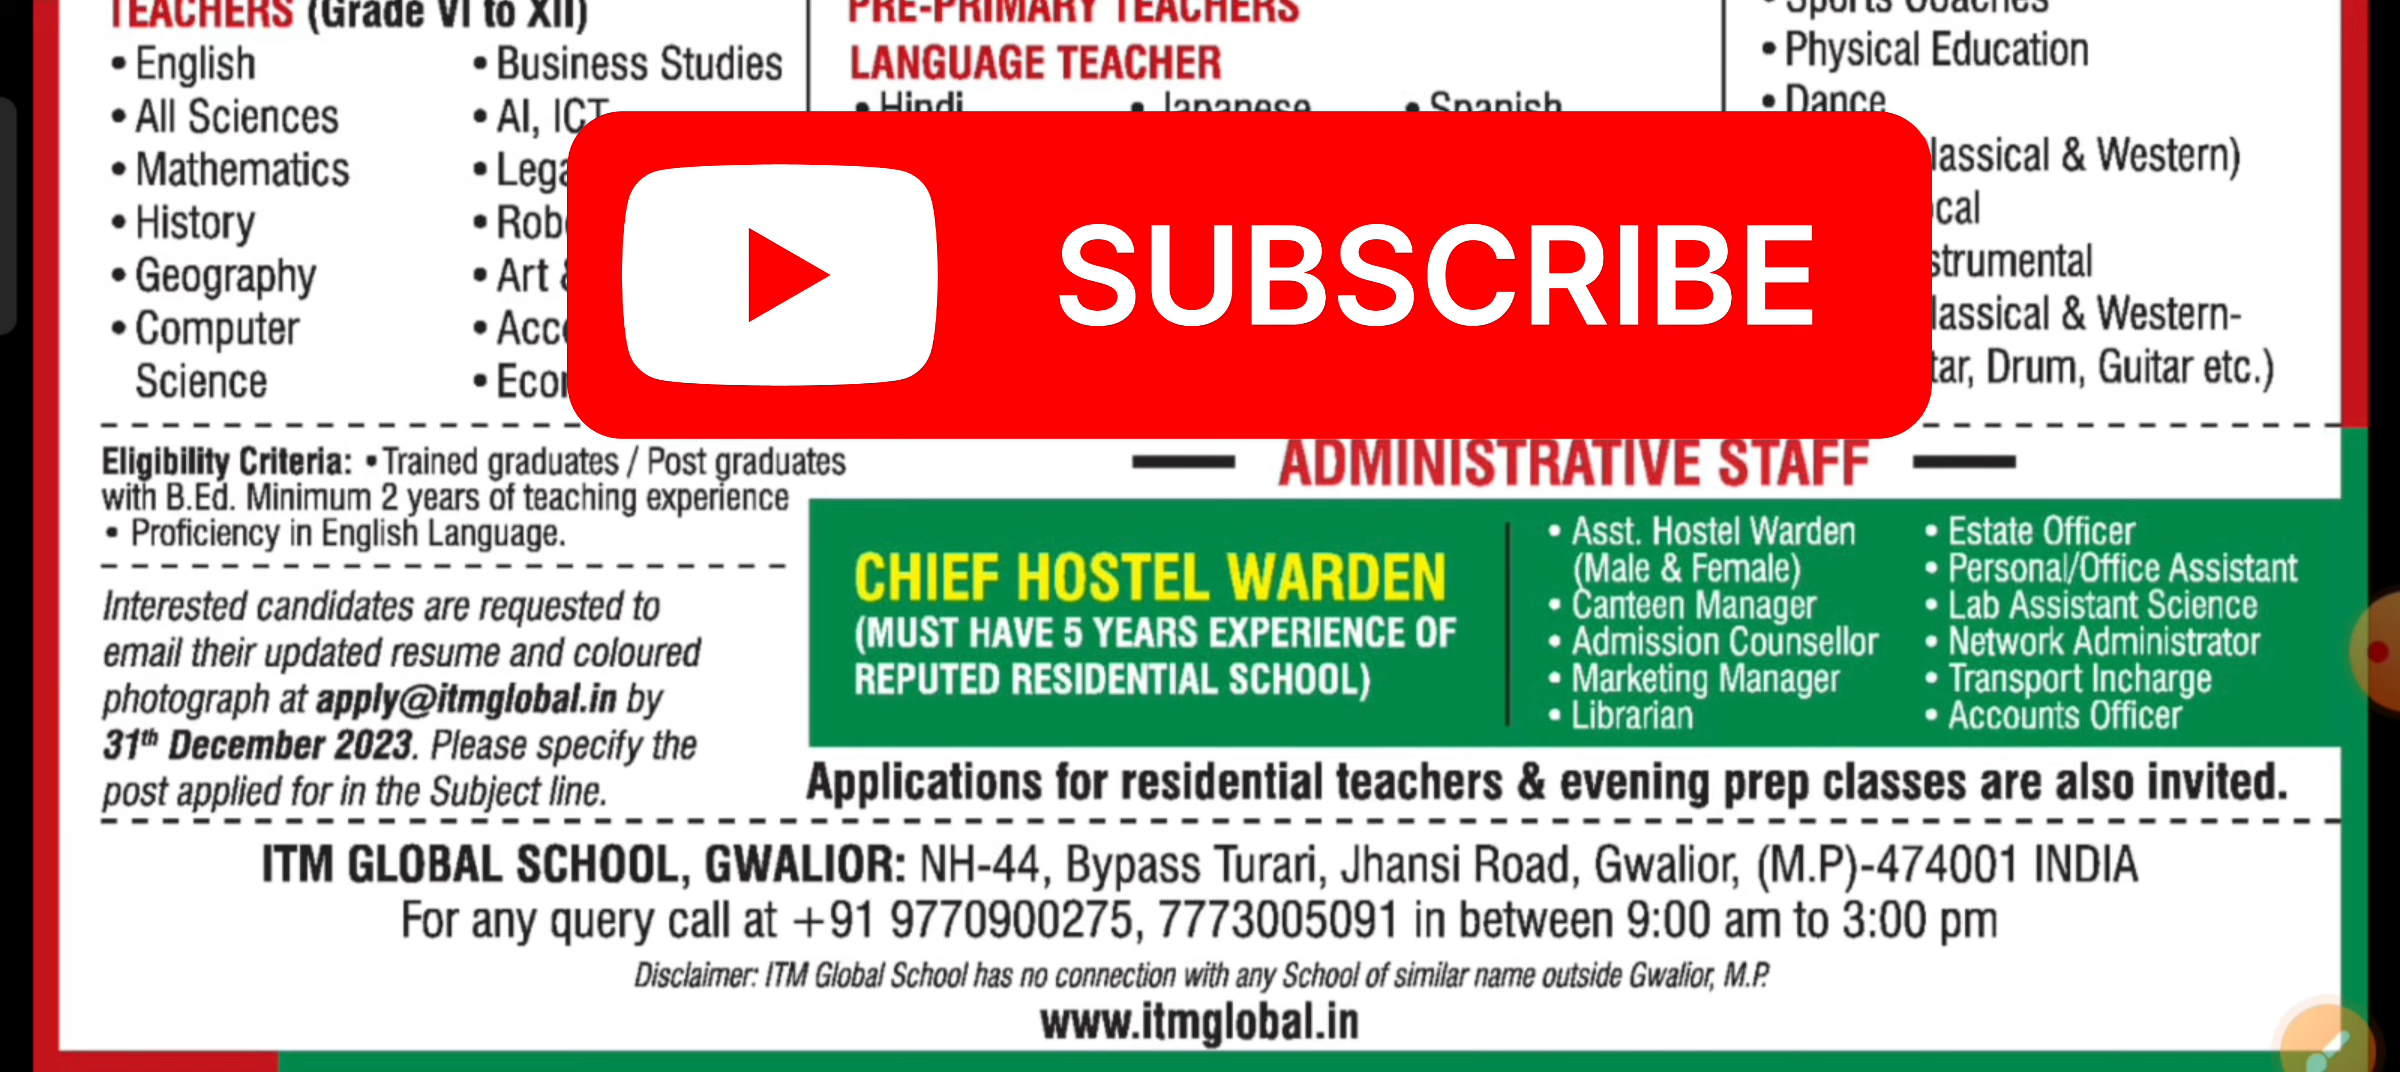 TEACHERS (Grade VI to XII)
• English
• All Sciences
• Mathematics
• History
• Geography
• Computer
Science
• Business Studies
• AI, ICT
• Art
PRE-PRIMARY TEACHERS
LANGUAGE TEACHER
• Hindi • Japanese • Spanish
• Sports Coaches
• Physical Education
• Dance
& Western)
& Western-
Drum, Guitar etc.)
SUBSCRIBE
Eligibility Criteria: • Trained graduates / Post graduates
with B.Ed. Minimum 2 years of teaching experience
• Proficiency in English Language.
Interested candidates are requested to
email their updated resume and coloured
photograph at apply@itmglobal.in by
31th December 2023. Please specify the
post applied for in the Subject line.
ADMINISTRATIVE STAFF
CHIEF HOSTEL WARDEN
(MUST HAVE 5 YEARS EXPERIENCE OF
REPUTED RESIDENTIAL SCHOOL)
• Asst. Hostel Warden
(Male & Female)
• Canteen Manager
• Admission Counsellor
• Marketing Manager
• Librarian
• Estate Officer
• Personal/Office Assistant
• Lab Assistant Science
• Network Administrator
• Transport Incharge
• Accounts Officer
Applications for residential teachers & evening prep classes are also invited.
ITM GLOBAL SCHOOL, GWALIOR: NH-44, Bypass Turari, Jhansi Road, Gwalior, (M.P)-474001 INDIA
For any query call at +91 9770900275, 7773005091 in between 9:00 am to 3:00 pm
Disclaimer: ITM Global School has no connection with any School of similar name outside Gwalior, M.P.
www.itmglobal.in